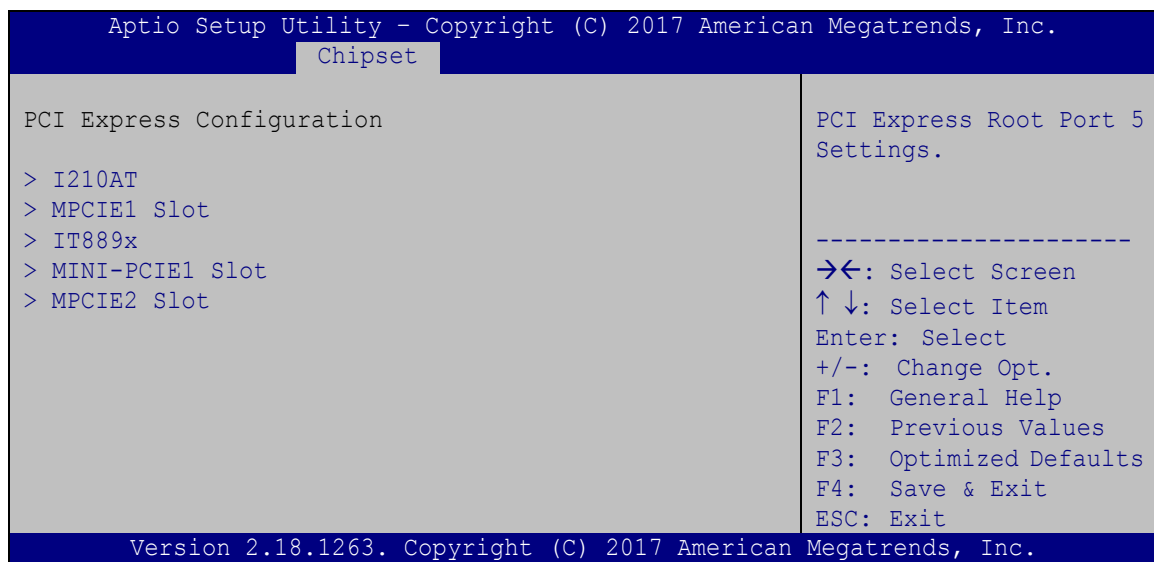 Aptio Setup Utility – Copyright (C) 2017 American Megatrends, Inc.
Chipset
PCI Express Configuration
> I210AT
> MPCIE1 Slot
> IT889x
> MINI-PCIE1 Slot
> MPCIE2 Slot
PCI Express Root Port 5
Settings.
----------------------
→←: Select Screen
↑ ↓: Select Item
Enter: Select
+/-: Change Opt.
F1: General Help
F2: Previous Values
F3: Optimized Defaults
F4: Save & Exit
ESC: Exit
Version 2.18.1263. Copyright (C) 2017 American Megatrends, Inc.